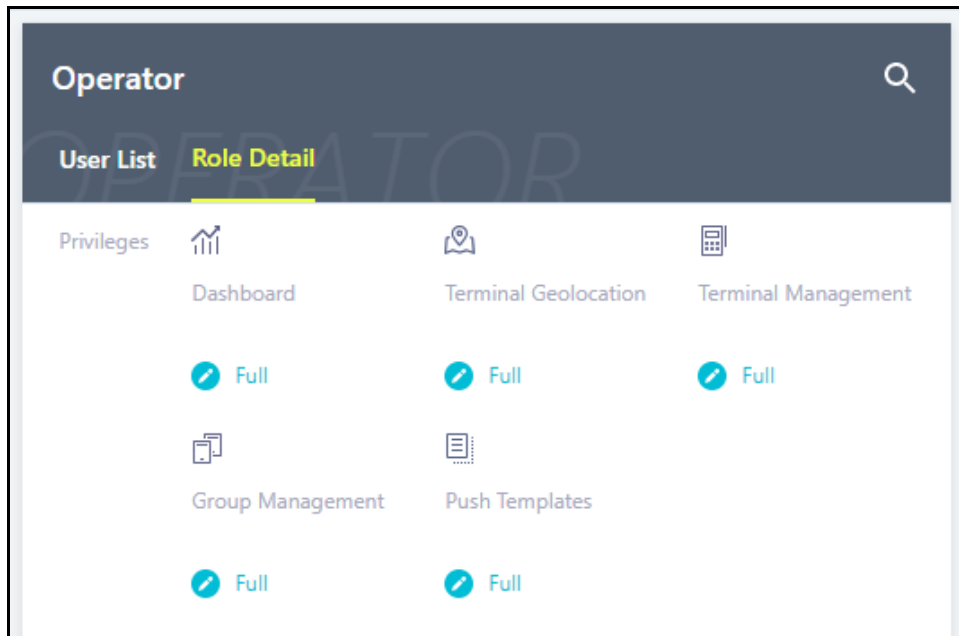 Operator
OPERATOR
User List Role Detail
Privileges
Dashboard Terminal Geolocation Terminal Management
Full Full Full
Group Management Push Templates
Full Full